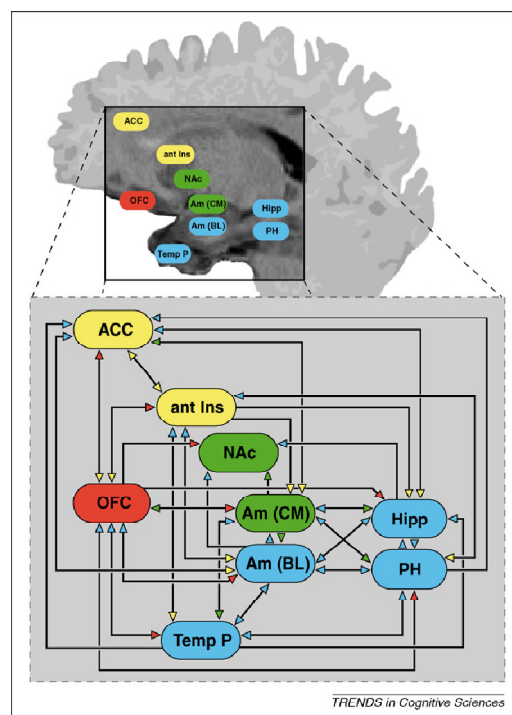 ACC
ant Ins
NAc
OFC
Am (CM)
Hipp
Am (BL)
PH
Temp P
ACC
ant Ins
NAc
OFC
Am (CM)
Hipp
Am (BL)
PH
Temp P
TRENDS in Cognitive Sciences